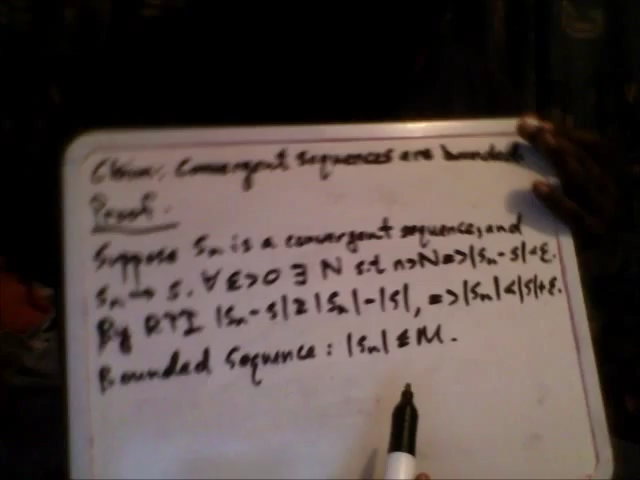 Claim: Convergent sequences are bounded
Proof.
Suppose Sn is a convergent sequence, and
Sn → S. ∀ ε>0 ∃ N s.t n>N=>|Sn-S|<ε.
By RTI |Sn-S|≥|Sn|-|S|, =>|Sn|<|S|+ε.
Bounded Sequence: |Sn| ≤ M.